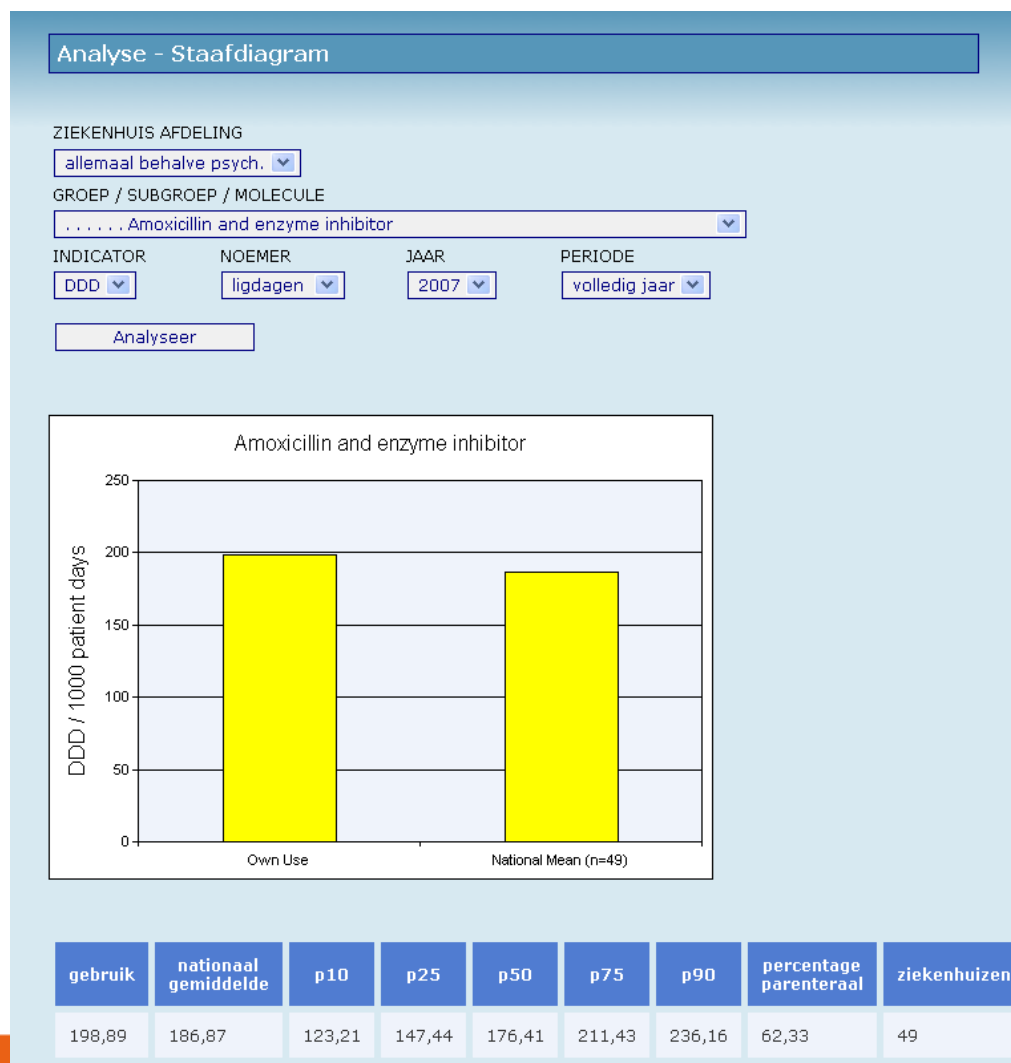 Analyse - Staafdiagram
ZIEKENHUIS AFDELING
allemaal behalve psych.
GROEP / SUBGROEP / MOLECULE
. . . . . . Amoxicillin and enzyme inhibitor
INDICATOR NOEMER JAAR PERIODE
DDD ligdagen 2007 volledig jaar
Analyseer
Amoxicillin and enzyme inhibitor
DDD / 1000 patient days
250
200
150
100
50
0
Own Use National Mean (n=49)
gebruik nationaal gemiddelde p10 p25 p50 p75 p90 percentage parenteraal ziekenhuizen
198,89 186,87 123,21 147,44 176,41 211,43 236,16 62,33 49